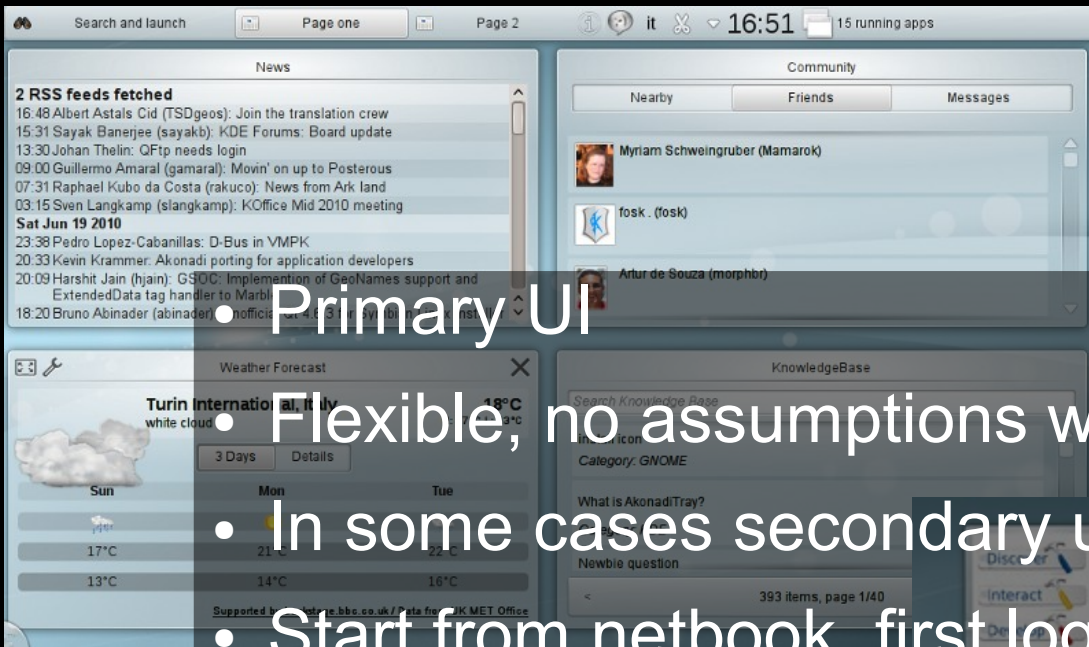 Search and launch
Page one
Page 2
it
16:51
15 running apps
News
2 RSS feeds fetched
16:48 Albert Astals Cid (TSDgeos): Join the translation crew
15:31 Sayak Banerjee (sayakb): KDE Forums: Board update
13:30 Johan Thelin: QFtp needs login
09:00 Guillermo Amaral (gamaral): Movin' on up to Posterous
07:31 Raphael Kubo da Costa (rakuco): News from Ark land
03:15 Sven Langkamp (slangkamp): KOffice Mid 2010 meeting
Sat Jun 19 2010
23:38 Pedro Lopez-Cabanillas: D-Bus in VMPK
20:33 Kevin Krammer: Akonadi porting for application developers
20:09 Harshit Jain (hjain): GSOC: Implemention of GeoNames support and
ExtendedData tag handler to Marble
18:20 Bruno Abinader (abinader)
Community
Nearby
Friends
Messages
Myriam Schweingruber (Mamarok)
fosk . (fosk)
Artur de Souza (morphbr)
• Primary UI
• Flexible, no assumptions w
• In some cases secondary u
• Start from netbook, first log
Weather Forecast
Turin International, Italy
18°C
white cloud
3 Days
Details
Sun
Mon
Tue
17°C
21°C
22°C
13°C
14°C
16°C
KnowledgeBase
Search Knowledge Base
icon
Category: GNOME
What is AkonadiTray?
Newbie question
<
393 items, page 1/40
Discover
Interact
Develop